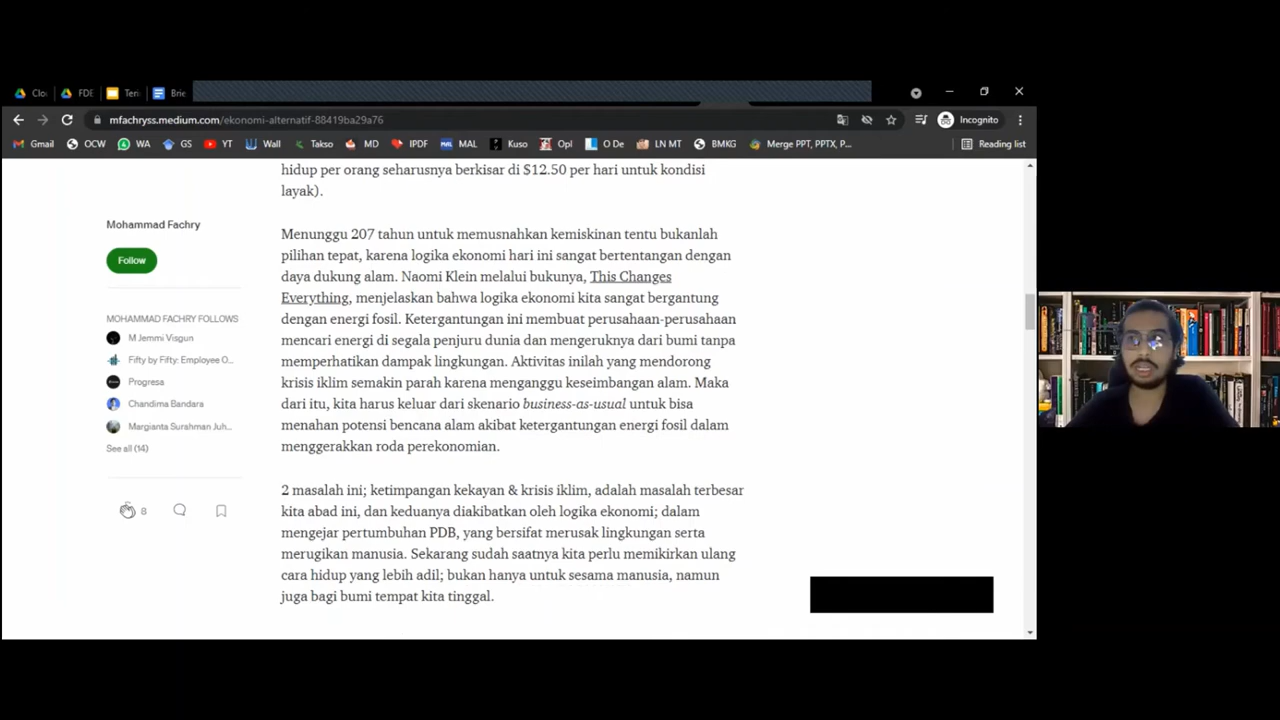 Clo
FDE
Teri
Brie
mfachryss.medium.com/ekonomi-alternatif-88419ba29a76
Incognito
Gmail
OCW
WA
GS
YT
Wall
Takso
MD
IPDF
MAL
Kuso
Opl
O De
LN MT
BMKG
Merge PPT, PPTX, P...
Reading list
hidup per orang seharusnya berkisar di $12.50 per hari untuk kondisi
layak).
Mohammad Fachry
Follow
MOHAMMAD FACHRY FOLLOWS
M Jemmi Visgun
Fifty by Fifty: Employee O...
Progresa
Chandima Bandara
Margianta Surahman Juh...
See all (14)
8
Menunggu 207 tahun untuk memusnahkan kemiskinan tentu bukanlah
pilihan tepat, karena logika ekonomi hari ini sangat bertentangan dengan
daya dukung alam. Naomi Klein melalui bukunya, This Changes
Everything, menjelaskan bahwa logika ekonomi kita sangat bergantung
dengan energi fosil. Ketergantungan ini membuat perusahaan-perusahaan
mencari energi di segala penjuru dunia dan mengeruknya dari bumi tanpa
memperhatikan dampak lingkungan. Aktivitas inilah yang mendorong
krisis iklim semakin parah karena menganggu keseimbangan alam. Maka
dari itu, kita harus keluar dari skenario business-as-usual untuk bisa
menahan potensi bencana alam akibat ketergantungan energi fosil dalam
menggerakkan roda perekonomian.
2 masalah ini; ketimpangan kekayan & krisis iklim, adalah masalah terbesar
kita abad ini, dan keduanya diakibatkan oleh logika ekonomi; dalam
mengejar pertumbuhan PDB, yang bersifat merusak lingkungan serta
merugikan manusia. Sekarang sudah saatnya kita perlu memikirkan ulang
cara hidup yang lebih adil; bukan hanya untuk sesama manusia, namun
juga bagi bumi tempat kita tinggal.